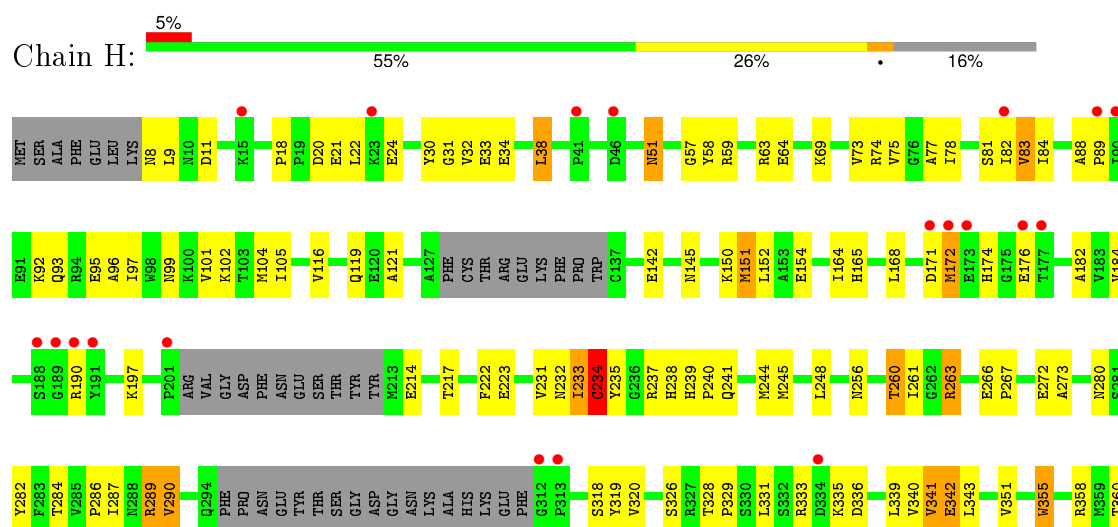 5%
Chain H:
55% 26% • 16%
MET SER ALA PHE GLU LEU LYS N8 L9 N10 D11 K15 P18 P19 D20 E21 L22 K23 E24 Y30 G31 V32 E33 E34 L38 P41 D46 N51 G57 Y58 R59 R63 E64 K69 V73 R74 V75 G76 A77 I78 S81 I82 V83 I84 A88 P89 I90
E91 K92 Q93 R94 E95 A96 I97 W98 N99 K100 V101 K102 T103 M104 I105 V116 Q119 E120 A121 A127 PHE CYS THR ARG GLU LYS PHE PRO TRP C137 E142 N145 K150 M151 L152 A153 E154 I164 H165 L168 D171 M172 E173 H174 G175 E176 T177 A182 V183 V184
S188 G189 R190 Y191 K197 P201 ARG VAL GLY ASP PHE ASN GLU SER THR TYR TYR M213 E214 T217 F222 E223 V231 N232 I233 C234 Y235 G236 R237 H238 H239 P240 Q241 M244 M245 L248 N256 T260 I261 G262 R263 E266 P267 E272 A273 N280 S281
Y282 F283 T284 V285 P286 I287 N288 R289 V290 Q294 PHE PRO ASN GLU TYR THR SER GLY ASP GLY ASN LYS ALA HIS LYS GLU PHE G312 P313 S318 Y319 V320 S326 A327 T328 P329 S330 L331 S332 R333 D334 K335 D336 L339 V340 V341 E342 L343 V351 W355 R358 M359